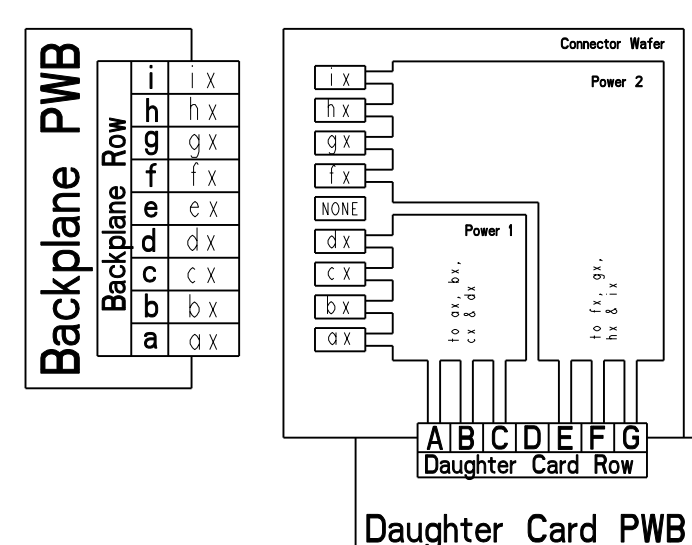 Backplane PWB
Backplane Row
i ix
h hx
g gx
f fx
e ex
d dx
c cx
b bx
a ax
Connector Wafer
Power 2
ix
hx
gx
fx
NONE
dx
cx
bx
ax
Power 1
to ax, bx,
cx & dx
to fx, gx,
hx & ix
A B C D E F G
Daughter Card Row
Daughter Card PWB